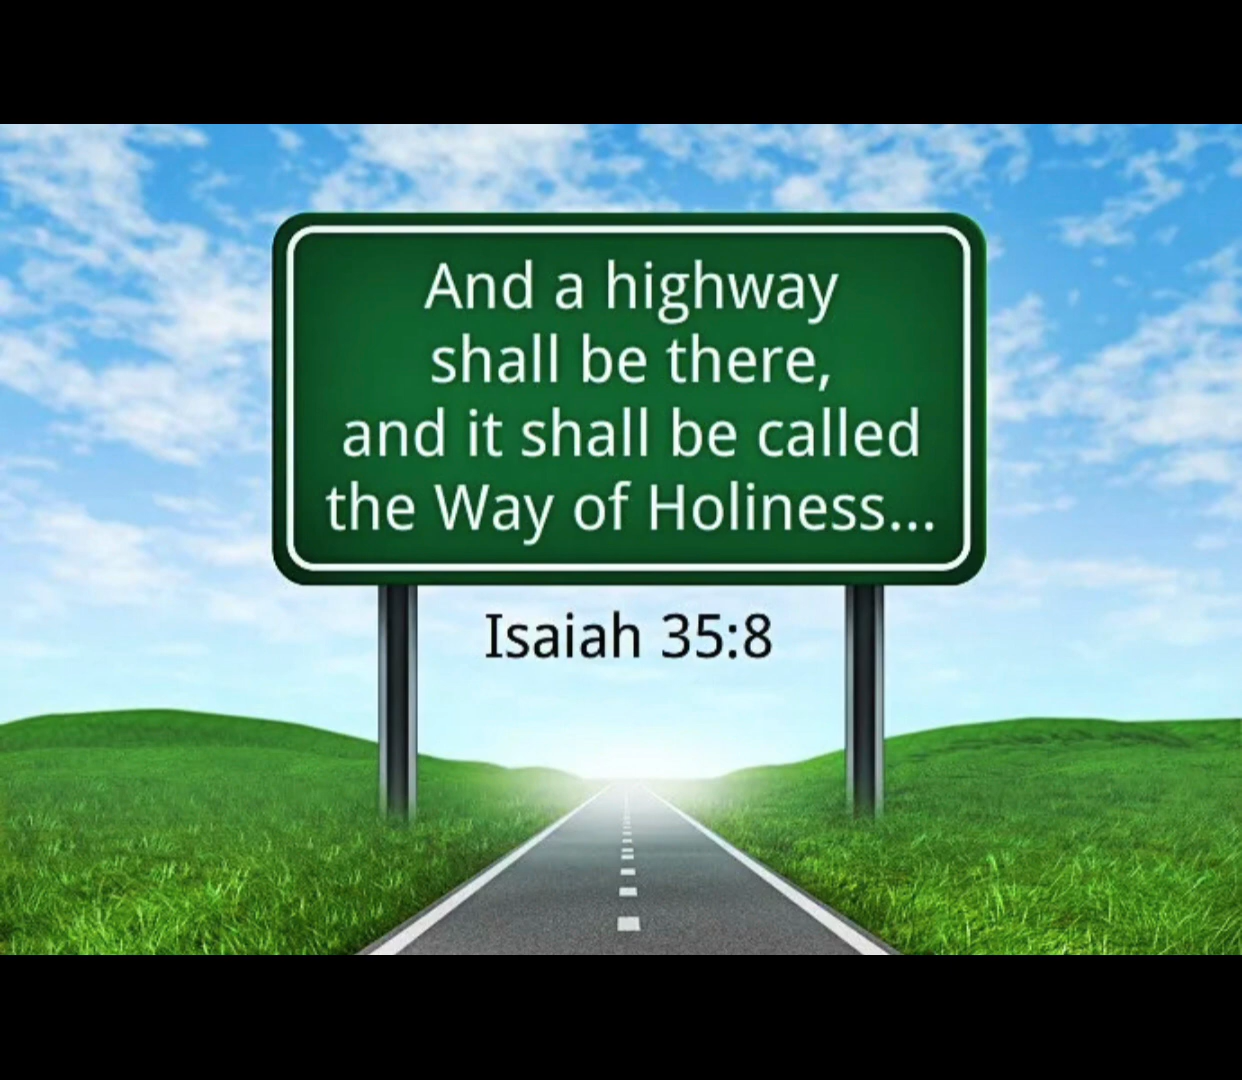 And a highway
shall be there,
and it shall be called
the Way of Holiness...
Isaiah 35:8